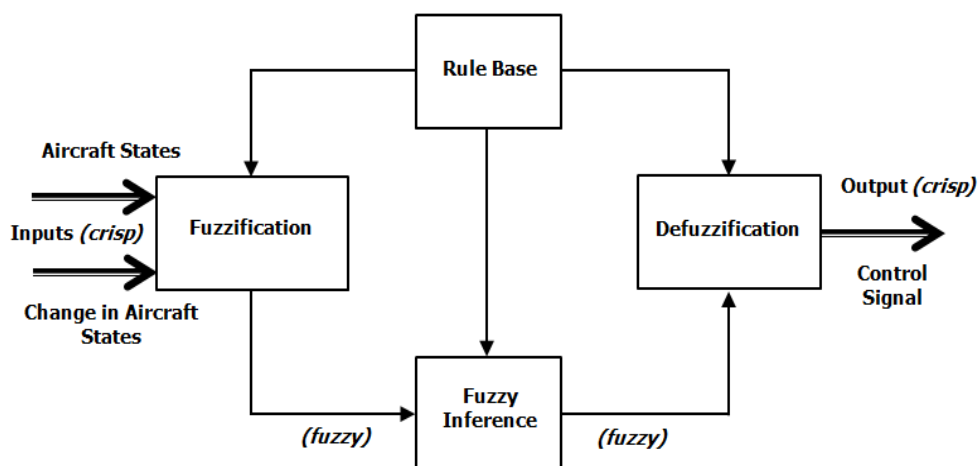 Rule Base
Aircraft States
Inputs (crisp)
Change in Aircraft
States
Fuzzification
Defuzzification
Output (crisp)
Control
Signal
Fuzzy
Inference
(fuzzy)
(fuzzy)